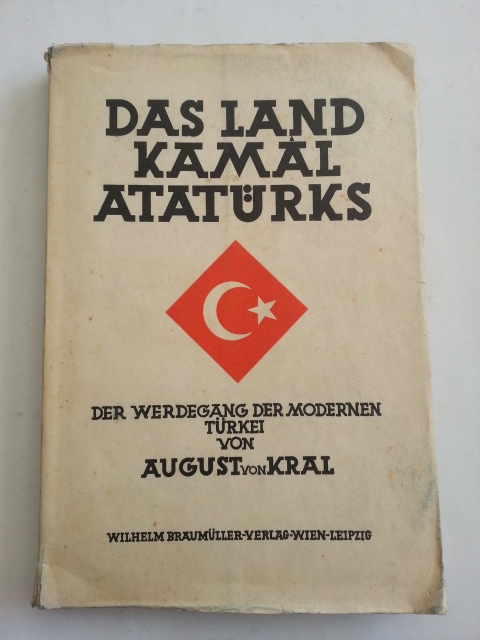 DAS LAND
KAMÂL
ATATÜRKS
DER WERDEGANG DER MODERNEN
TÜRKEI
VON
AUGUST VON KRAL
WILHELM BRAUMÜLLER-VERLAG·WIEN-LEIPZIG